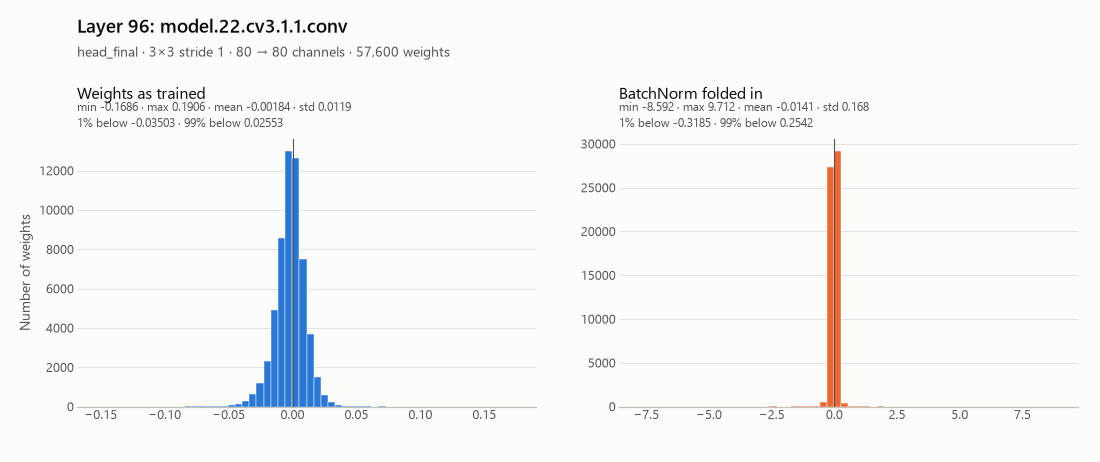 Layer 96: model.22.cv3.1.1.conv
head_final · 3×3 stride 1 · 80 → 80 channels · 57,600 weights
Weights as trained
min -0.1686 · max 0.1906 · mean -0.00184 · std 0.0119
1% below -0.03503 · 99% below 0.02553
Number of weights
12000
10000
8000
6000
4000
2000
0
−0.15 −0.10 −0.05 0.00 0.05 0.10 0.15
BatchNorm folded in
min -8.592 · max 9.712 · mean -0.0141 · std 0.168
1% below -0.3185 · 99% below 0.2542
30000
25000
20000
15000
10000
5000
0
−7.5 −5.0 −2.5 0.0 2.5 5.0 7.5